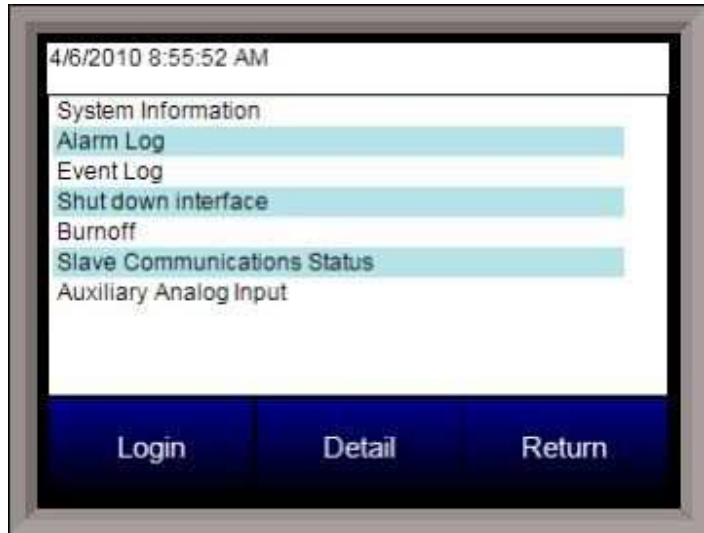 4/6/2010 8:55:52 AM
System Information
Alarm Log
Event Log
Shut down interface
Burnoff
Slave Communications Status
Auxiliary Analog Input
Login Detail Return